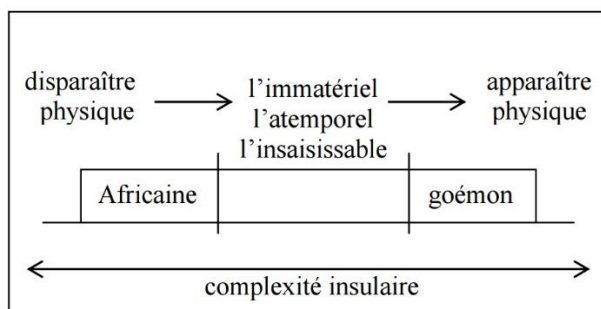 disparaître
physique
l’immatériel
l’atemporel
l’insaisissable
apparaître
physique
Africaine
goémon
complexité insulaire